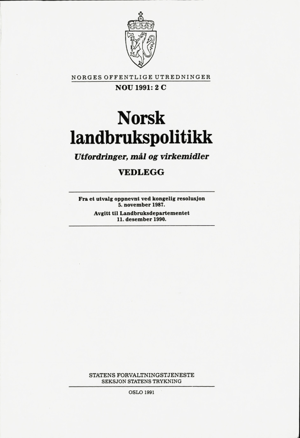 NORGES OFFENTLIGE UTREDNINGER
NOU 1991: 2 C
Norsk
landbrukspolitikk
Utfordringer, mål og virkemidler
VEDLEGG
Fra et utvalg oppnevnt ved kongelig resolusjon
5. november 1987.
Avgitt til Landbruksdepartementet
11. desember 1990.
STATENS FORVALTNINGSTJENESTE
SEKSJON STATENS TRYKNING
OSLO 1991